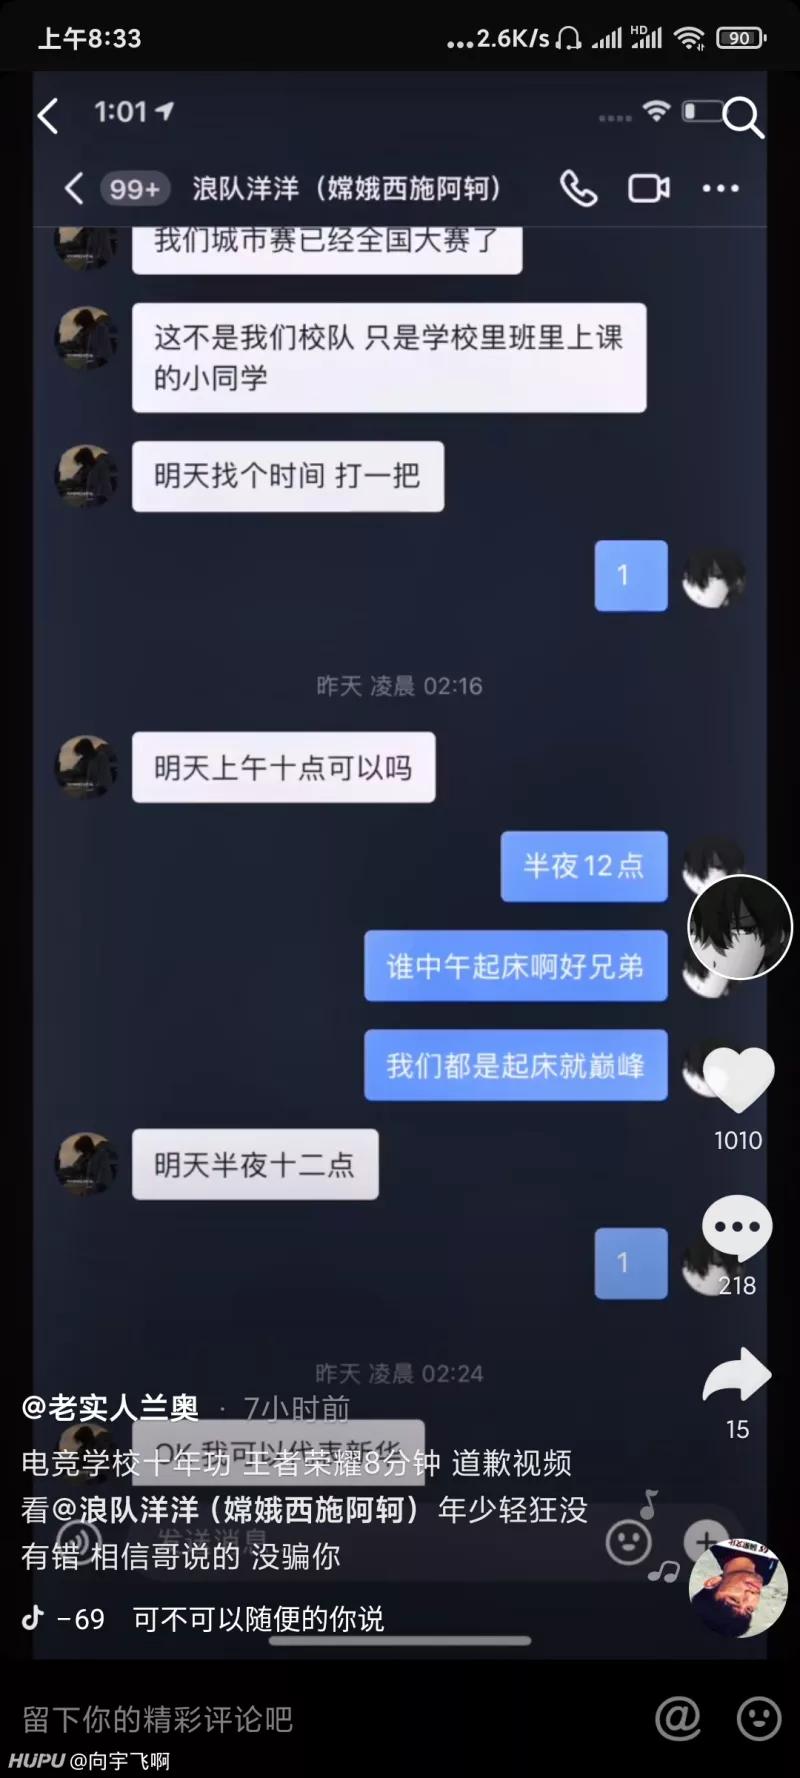 上午8:33
...2.6K/s HD 90
1:01
99+ 浪队洋洋（嫦娥西施阿轲）
我们城市赛已经全国大赛了
这不是我们校队 只是学校里班里上课
的小同学
明天找个时间 打一把
1
昨天 凌晨 02:16
明天上午十点可以吗
半夜12点
谁中午起床啊好兄弟
我们都是起床就巅峰
1010
明天半夜十二点
218
1
昨天 凌晨 02:24
15
@老实人兰奥 · 7小时前
OK 我可以代表新华
电竞学校十年功 王者荣耀8分钟 道歉视频
看@浪队洋洋（嫦娥西施阿轲）年少轻狂没
有错 相信哥说的 没骗你
发送消息
-69 可不可以随便的你说
留下你的精彩评论吧
HUPU @向宇飞啊